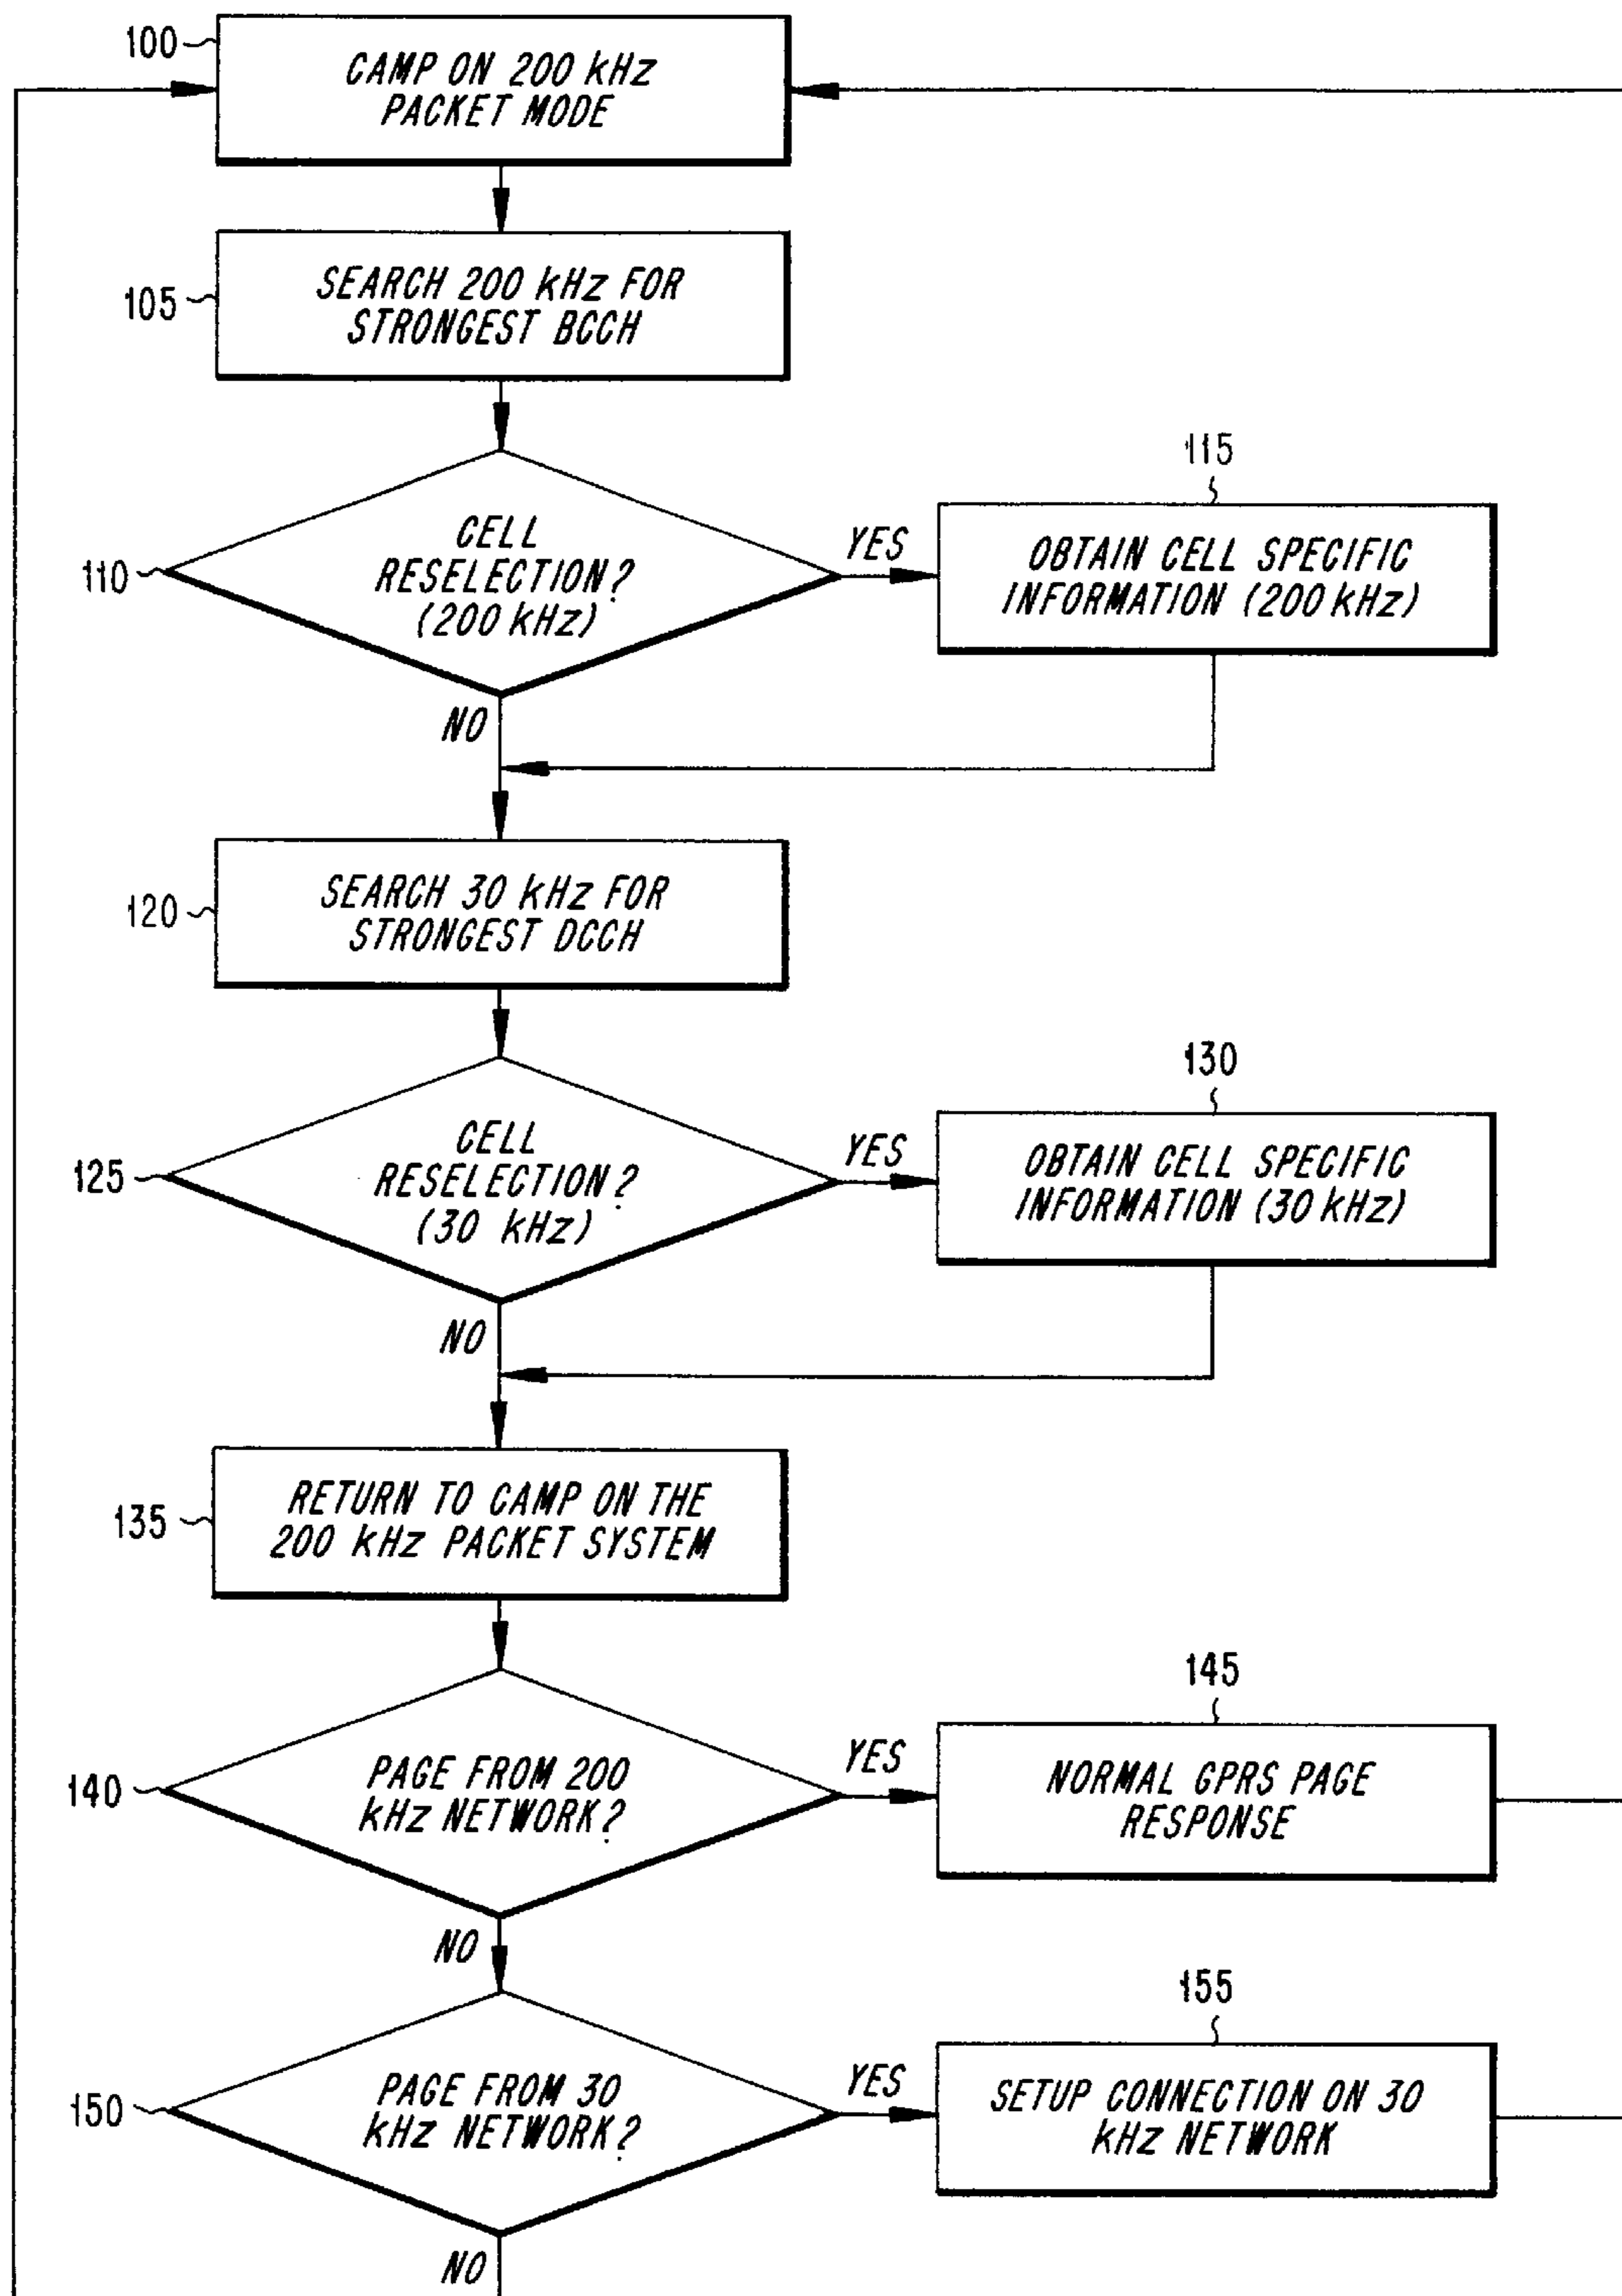 100
CAMP ON 200 kHz
PACKET MODE
105
SEARCH 200 kHz FOR
STRONGEST BCCH
110
CELL
RESELECTION?
(200 kHz)
YES
115
OBTAIN CELL SPECIFIC
INFORMATION (200 kHz)
NO
120
SEARCH 30 kHz FOR
STRONGEST DCCH
125
CELL
RESELECTION?
(30 kHz)
YES
130
OBTAIN CELL SPECIFIC
INFORMATION (30 kHz)
NO
135
RETURN TO CAMP ON THE
200 kHz PACKET SYSTEM
140
PAGE FROM 200
kHz NETWORK?
YES
145
NORMAL GPRS PAGE
RESPONSE
NO
150
PAGE FROM 30
kHz NETWORK?
YES
155
SETUP CONNECTION ON 30
kHz NETWORK
NO